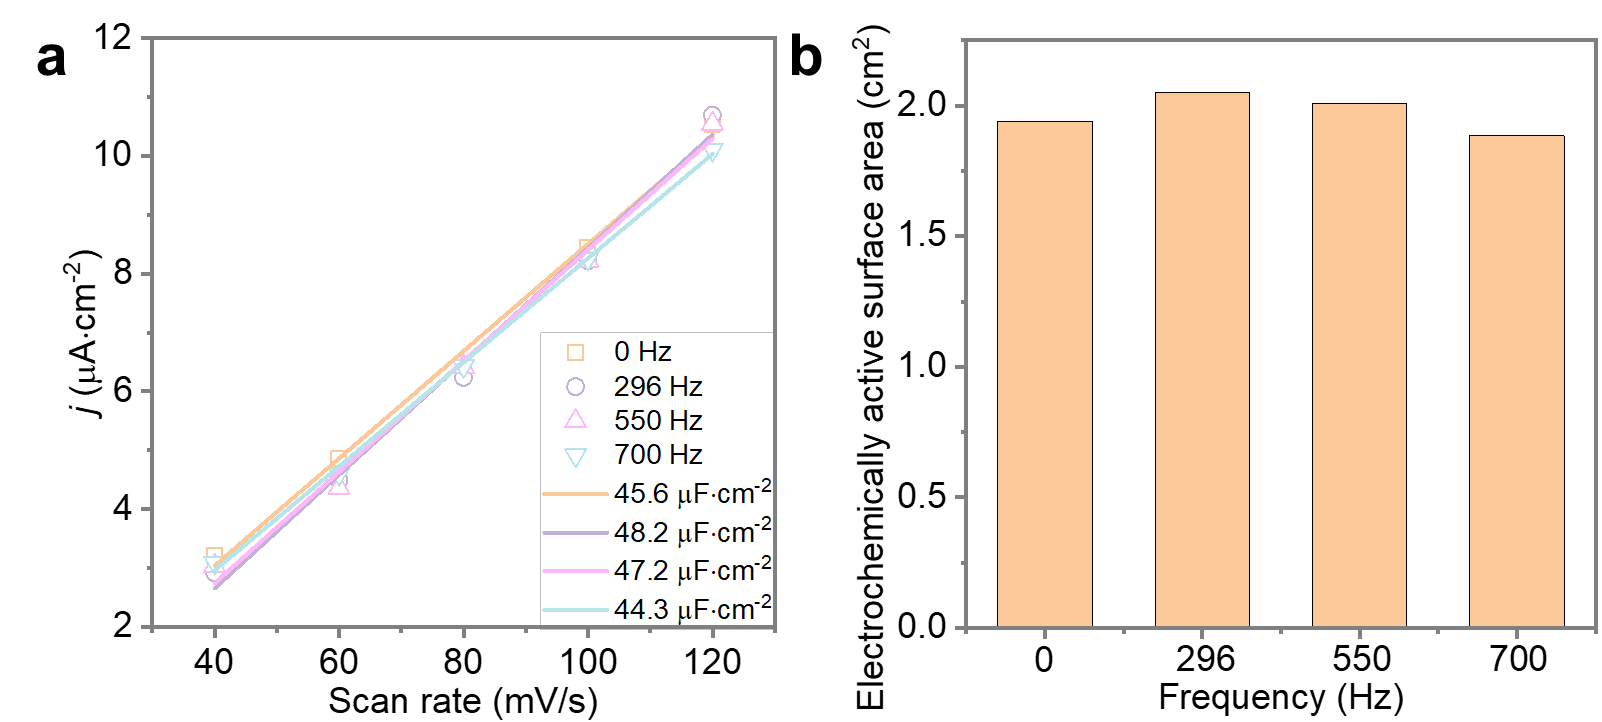 a
12
10
8
6
4
2
j (μA·cm-2)
40 60 80 100 120
Scan rate (mV/s)
0 Hz
296 Hz
550 Hz
700 Hz
45.6 μF·cm-2
48.2 μF·cm-2
47.2 μF·cm-2
44.3 μF·cm-2
b
Electrochemically active surface area (cm2)
2.0
1.5
1.0
0.5
0.0
0 296 550 700
Frequency (Hz)